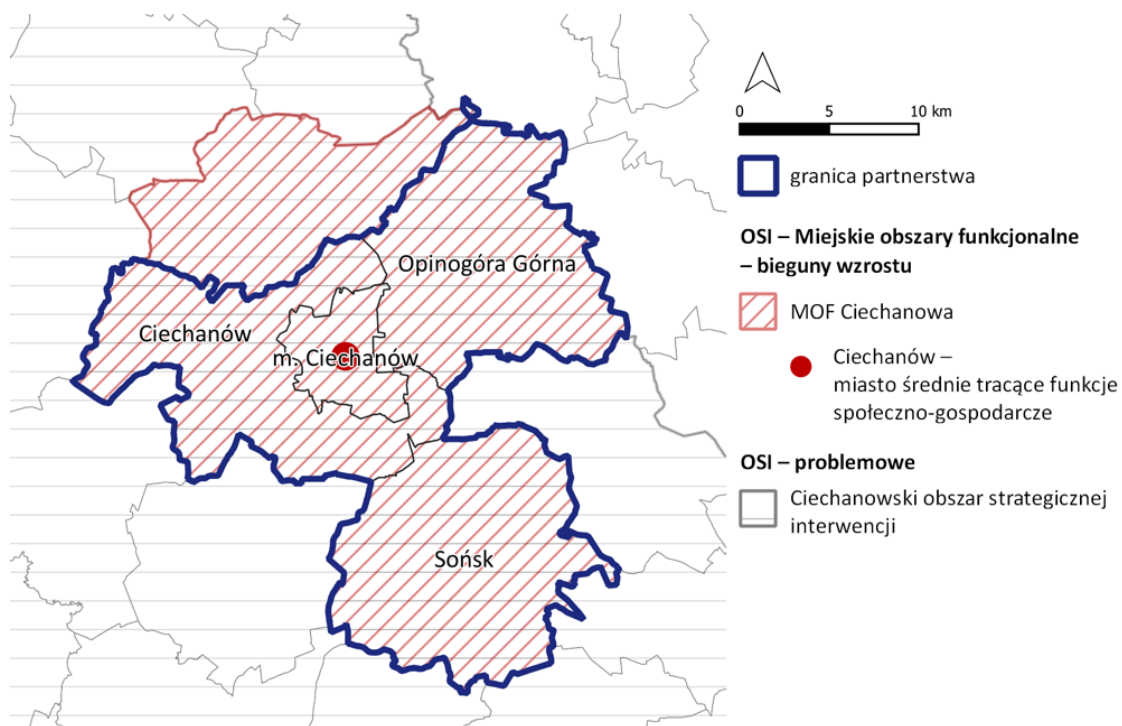 Opinogóra Górna
Ciechanów
m. Ciechanów
Sońsk
0 5 10 km
granica partnerstwa
OSI – Miejskie obszary funkcjonalne
– bieguny wzrostu
MOF Ciechanowa
Ciechanów –
miasto średnie tracące funkcje
społeczno-gospodarcze
OSI – problemowe
Ciechanowski obszar strategicznej
interwencji